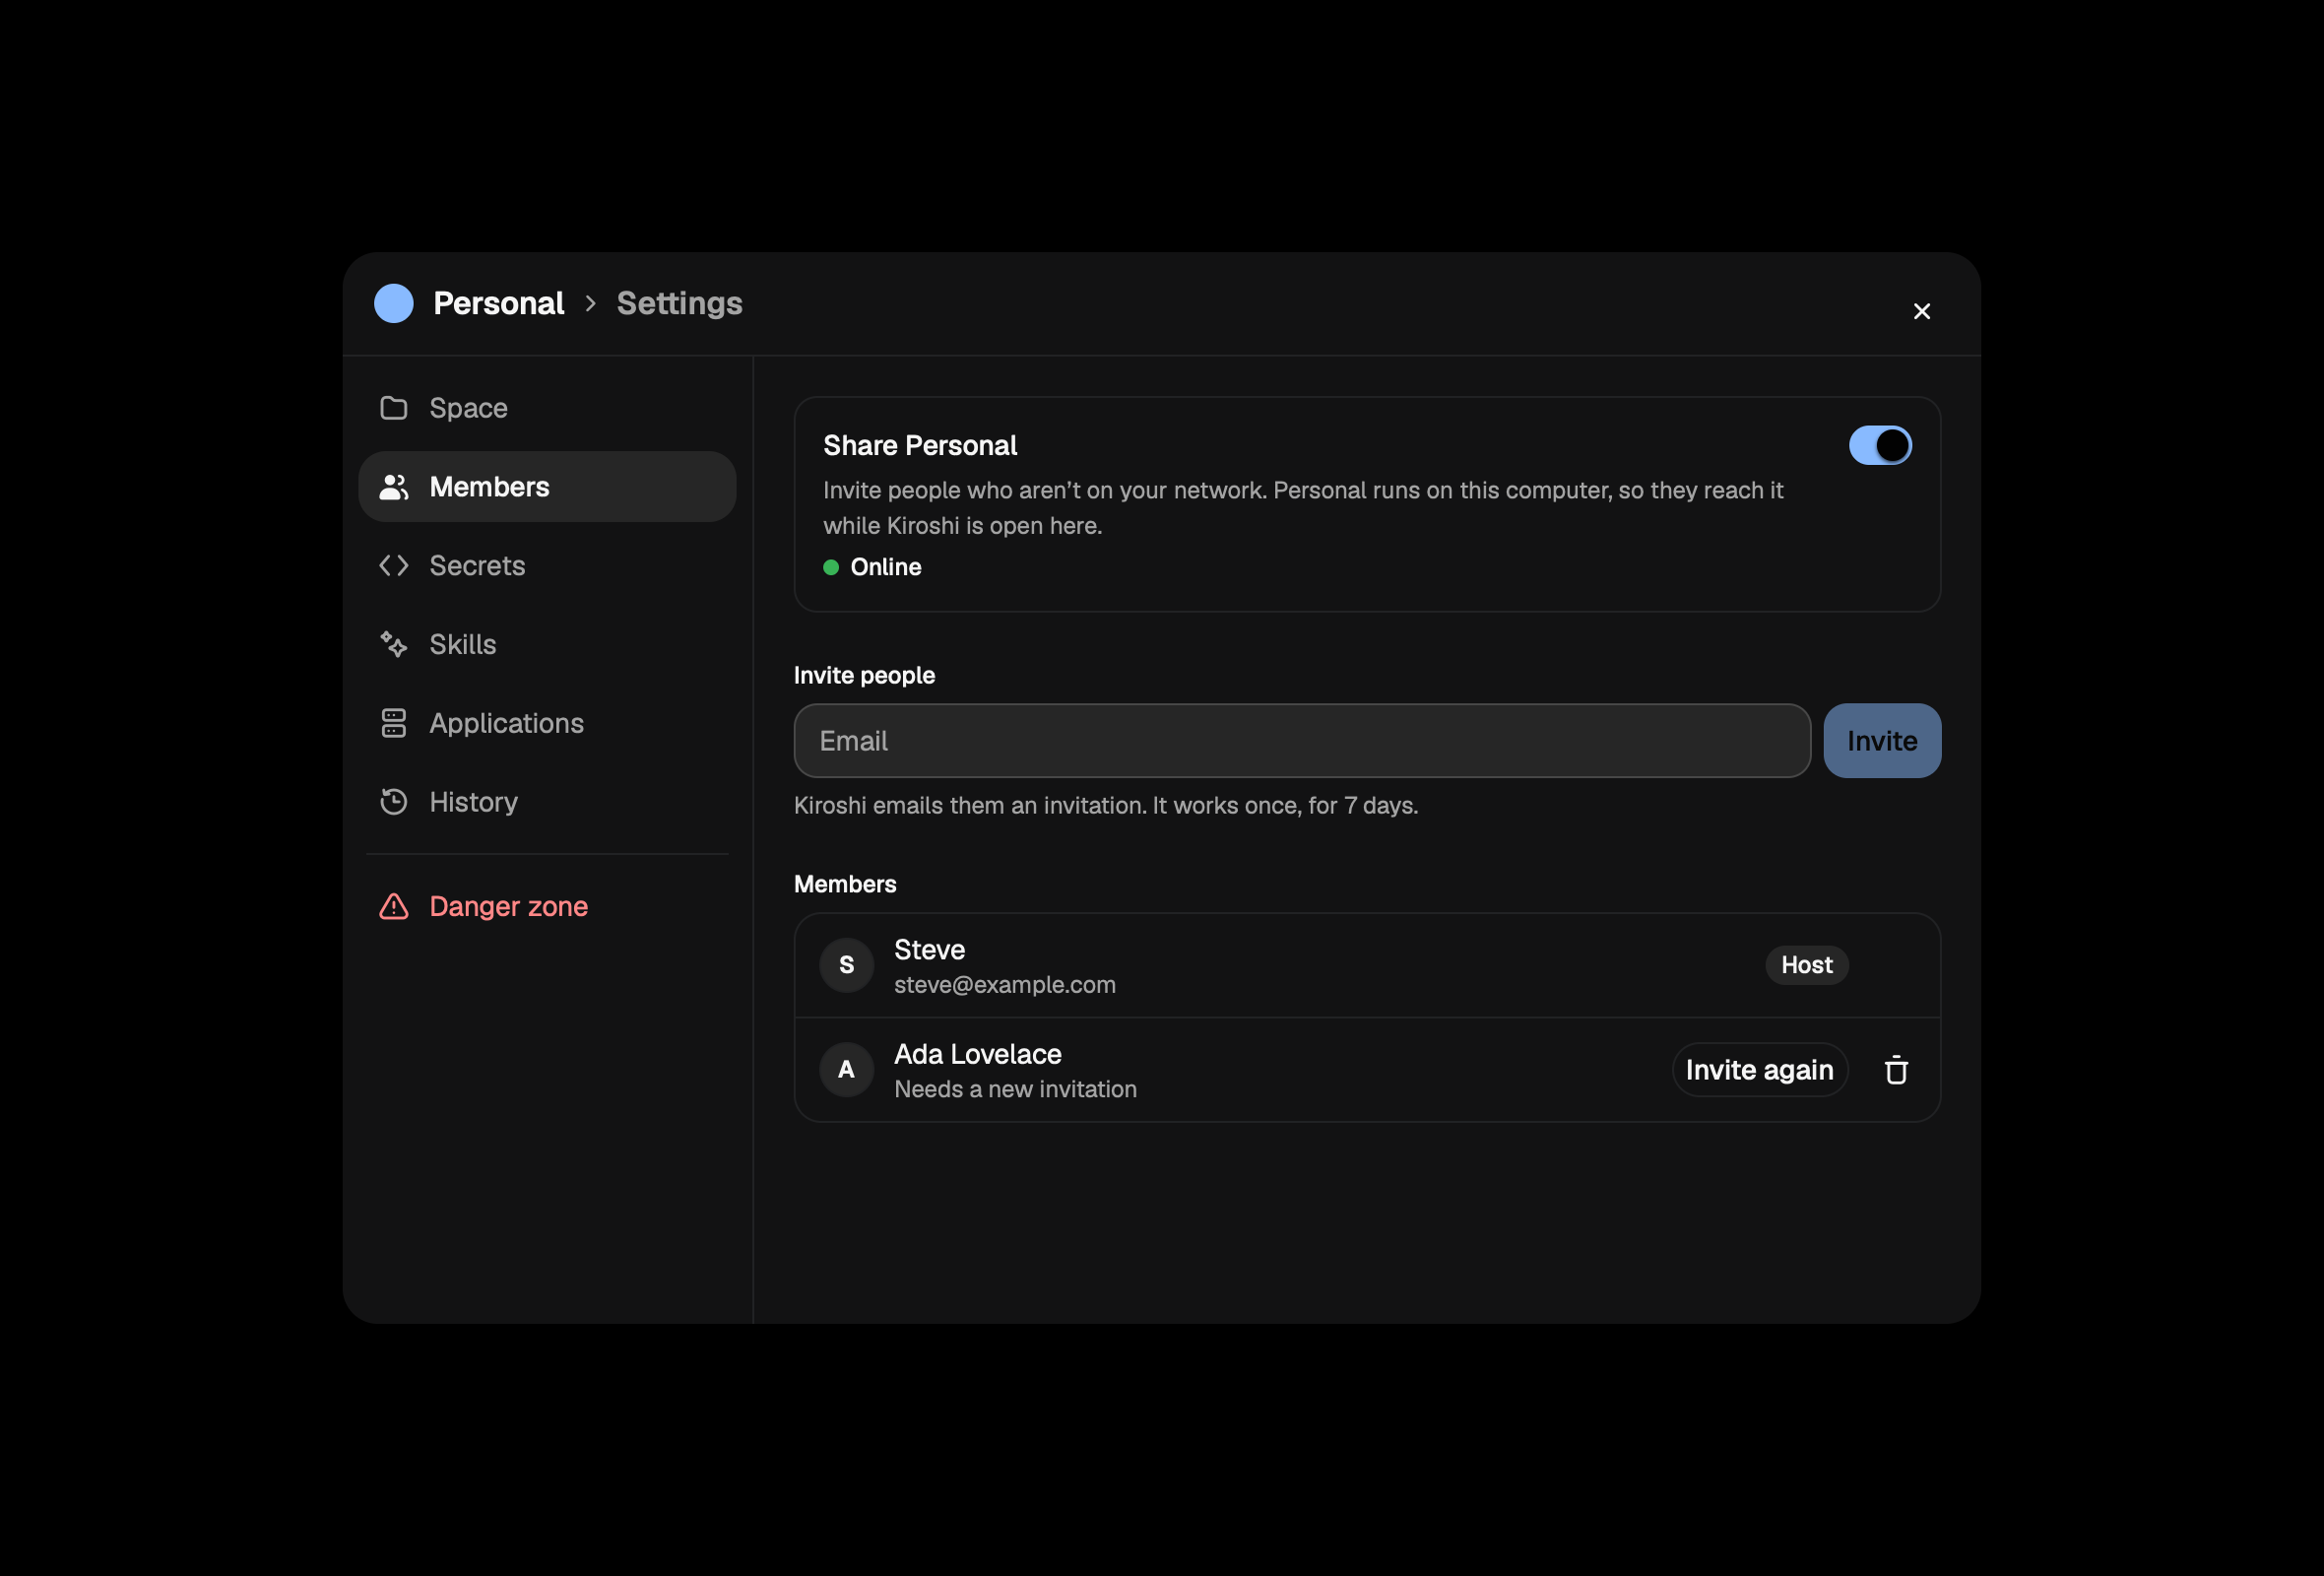 Personal > Settings
Space
Members
Secrets
Skills
Applications
History
Danger zone
Share Personal
Invite people who aren’t on your network. Personal runs on this computer, so they reach it
while Kiroshi is open here.
Online
Invite people
Email
Invite
Kiroshi emails them an invitation. It works once, for 7 days.
Members
S
Steve
steve@example.com
Host
A
Ada Lovelace
Needs a new invitation
Invite again